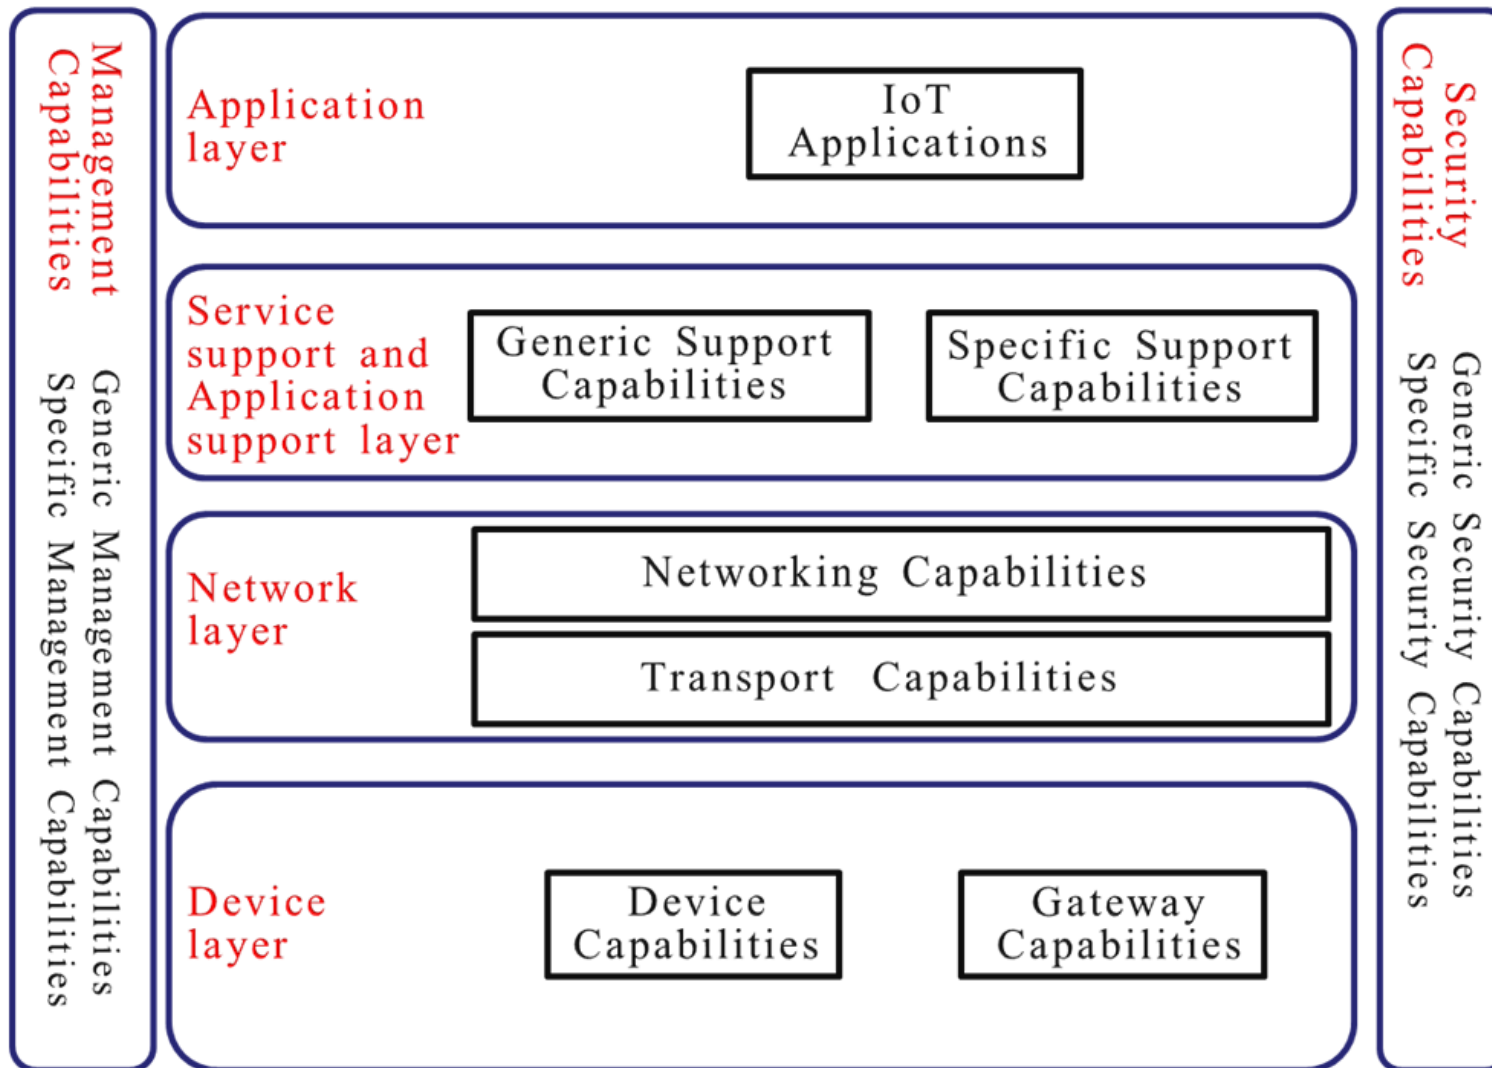 Management
Capabilities
Generic Management Capabilities
Specific Management Capabilities
Application
layer
IoT
Applications
Service
support and
Application
support layer
Generic Support
Capabilities
Specific Support
Capabilities
Network
layer
Networking Capabilities
Transport Capabilities
Device
layer
Device
Capabilities
Gateway
Capabilities
Security
Capabilities
Generic Security Capabilities
Specific Security Capabilities